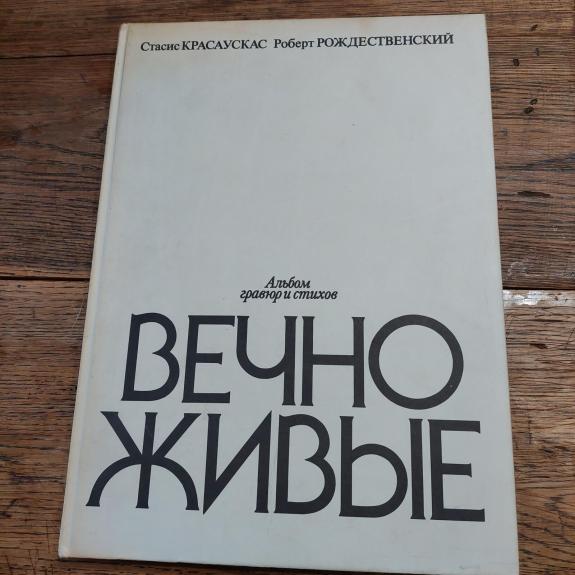 Стасис КРАСАУСКАС Роберт РОЖДЕСТВЕНСКИЙ
Альбом
гравюр и стихов
ВЕЧНО
ЖИВЫЕ